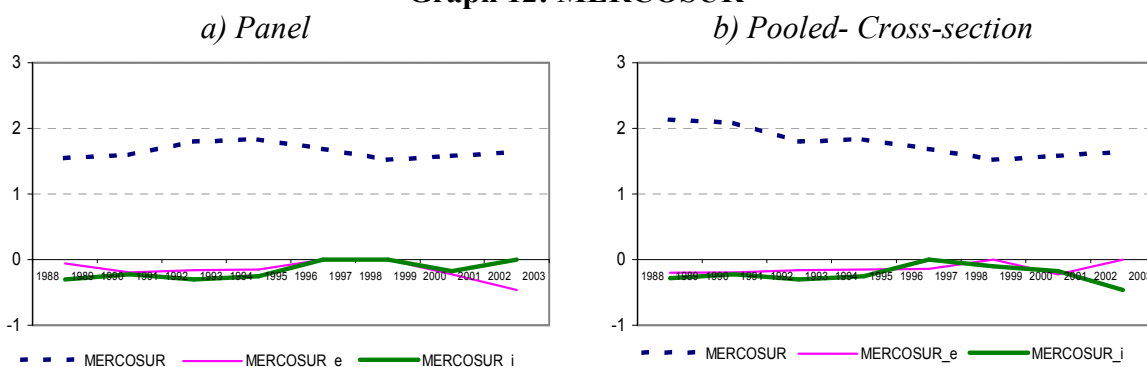 Graph 12: MERCOSUR
a) Panel
b) Pooled- Cross-section
3
2
1
0
-1
1988 1989 1990 1991 1992 1993 1994 1995 1996 1997 1998 1999 2000 2001 2002 2003
MERCOSUR MERCOSUR e MERCOSUR i
3
2
1
0
-1
1988 1989 1990 1991 1992 1993 1994 1995 1996 1997 1998 1999 2000 2001 2002 2003
MERCOSUR MERCOSUR_e MERCOSUR_i